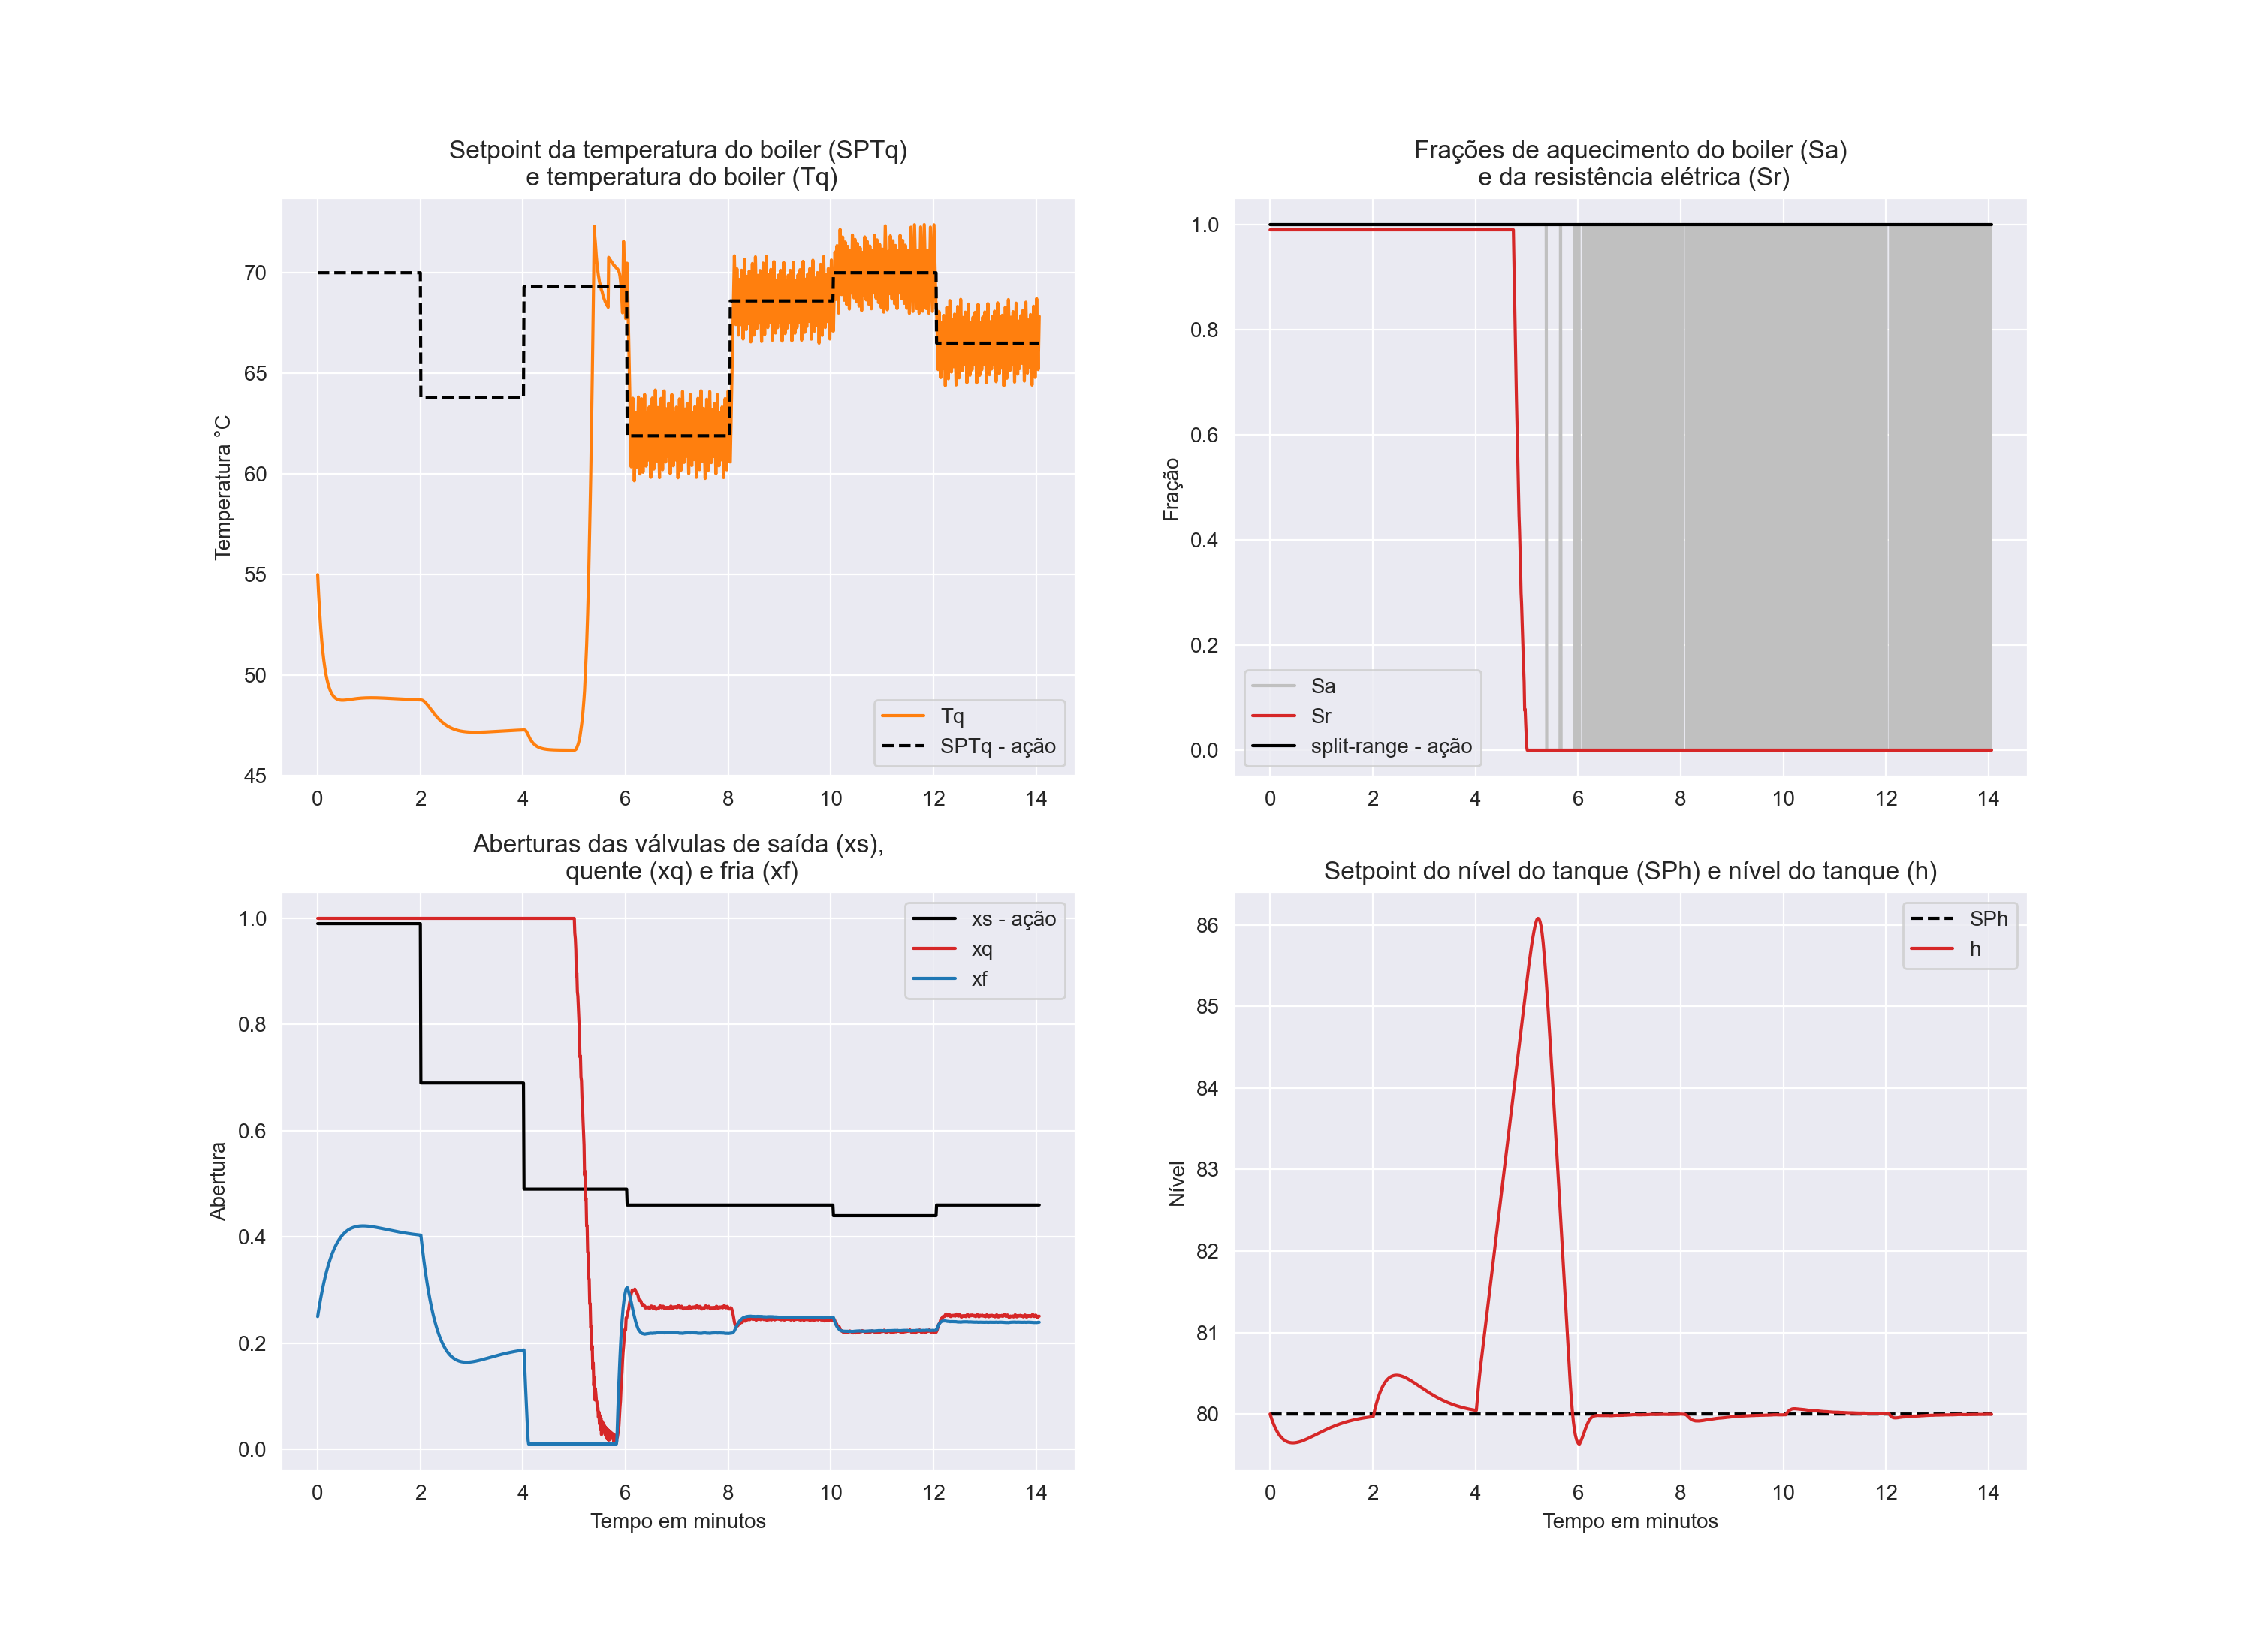 Setpoint da temperatura do boiler (SPTq)
e temperatura do boiler (Tq)
Temperatura °C
70
65
60
55
50
45
0 2 4 6 8 10 12 14
Tq
SPTq - ação
Frações de aquecimento do boiler (Sa)
e da resistência elétrica (Sr)
Fração
1.0
0.8
0.6
0.4
0.2
0.0
0 2 4 6 8 10 12 14
Sa
Sr
split-range - ação
Aberturas das válvulas de saída (xs),
quente (xq) e fria (xf)
Abertura
1.0
0.8
0.6
0.4
0.2
0.0
0 2 4 6 8 10 12 14
Tempo em minutos
xs - ação
xq
xf
Setpoint do nível do tanque (SPh) e nível do tanque (h)
Nível
86
85
84
83
82
81
80
0 2 4 6 8 10 12 14
Tempo em minutos
SPh
h